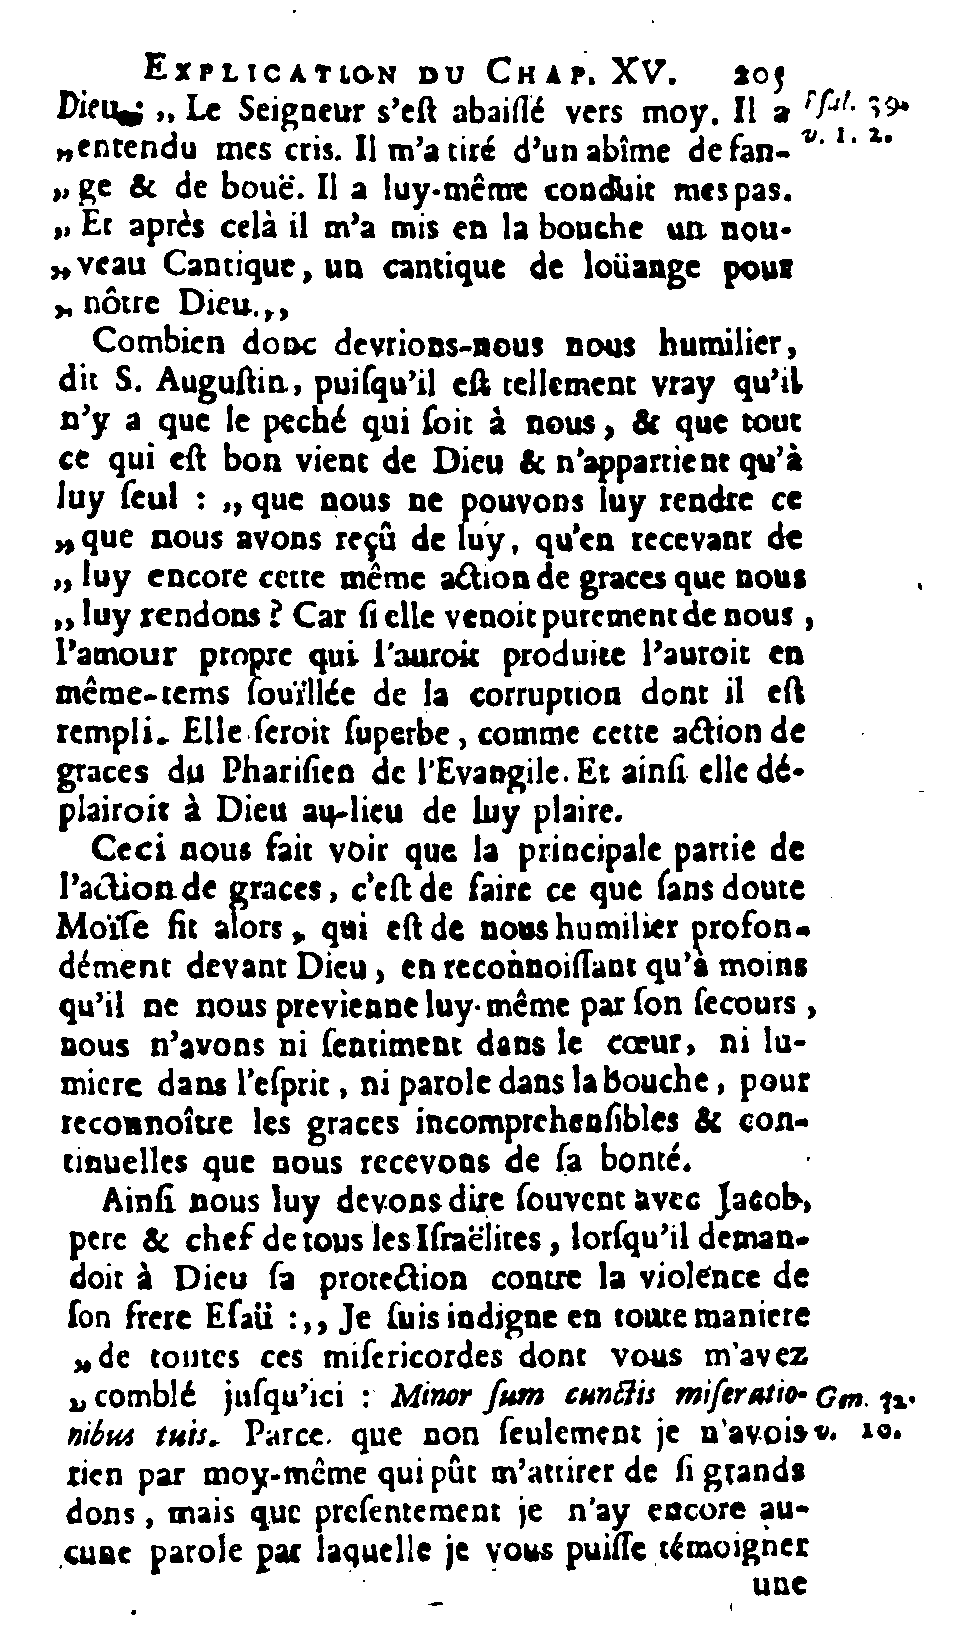 EXPLICATION DU CHAP. XV. 205
Dieu : „ Le Seigneur s'eſt abaiſſé vers moy. Il a Pſal. 39.
„ entendu mes cris. Il m'a tiré d'un abîme de fan- v. 1. 2.
„ ge & de bouë. Il a luy-même conduit mes pas.
„ Et après celà il m'a mis en la bouche un nou-
„ veau Cantique, un cantique de loüange pour
„ nôtre Dieu.„
Combien donc devrions-nous nous humilier,
dit S. Auguſtin, puiſqu'il eſt tellement vray qu'il
n'y a que le peché qui ſoit à nous, & que tout
ce qui eſt bon vient de Dieu & n'appartient qu'à
luy ſeul : „ que nous ne pouvons luy rendre ce
„ que nous avons reçû de luy, qu'en recevant de
„ luy encore cette même action de graces que nous
„ luy rendons ? Car ſi elle venoit purement de nous,
l'amour propre qui l'auroit produite l'auroit en
même-tems ſouïllée de la corruption dont il eſt
rempli. Elle ſeroit ſuperbe, comme cette action de
graces du Phariſien de l'Evangile. Et ainſi elle dé-
plairoit à Dieu au-lieu de luy plaire.
Ceci nous fait voir que la principale partie de
l'action de graces, c'eſt de faire ce que ſans doute
Moïſe fit alors, qui eſt de nous humilier profon-
dément devant Dieu, en reconnoiſſant qu'à moins
qu'il ne nous previenne luy-même par ſon ſecours,
nous n'avons ni ſentiment dans le cœur, ni lu-
miere dans l'eſprit, ni parole dans la bouche, pour
reconnoître les graces incomprehenſibles & con-
tinuelles que nous recevons de ſa bonté.
Ainſi nous luy devons dire ſouvent avec Jacob,
pere & chef de tous les Iſraëlites, lorſqu'il deman-
doit à Dieu ſa protection contre la violence de
ſon frere Eſaü :„ Je ſuis indigne en toute maniere
„ de toutes ces miſericordes dont vous m'avez
„ comblé juſqu'ici : Minor ſum cunctis miſeratio- Gen. 32.
nibus tuis. Parce que non ſeulement je n'avois v. 10.
rien par moy-même qui pût m'attirer de ſi grands
dons, mais que preſentement je n'ay encore au-
cune parole par laquelle je vous puiſſe témoigner
une